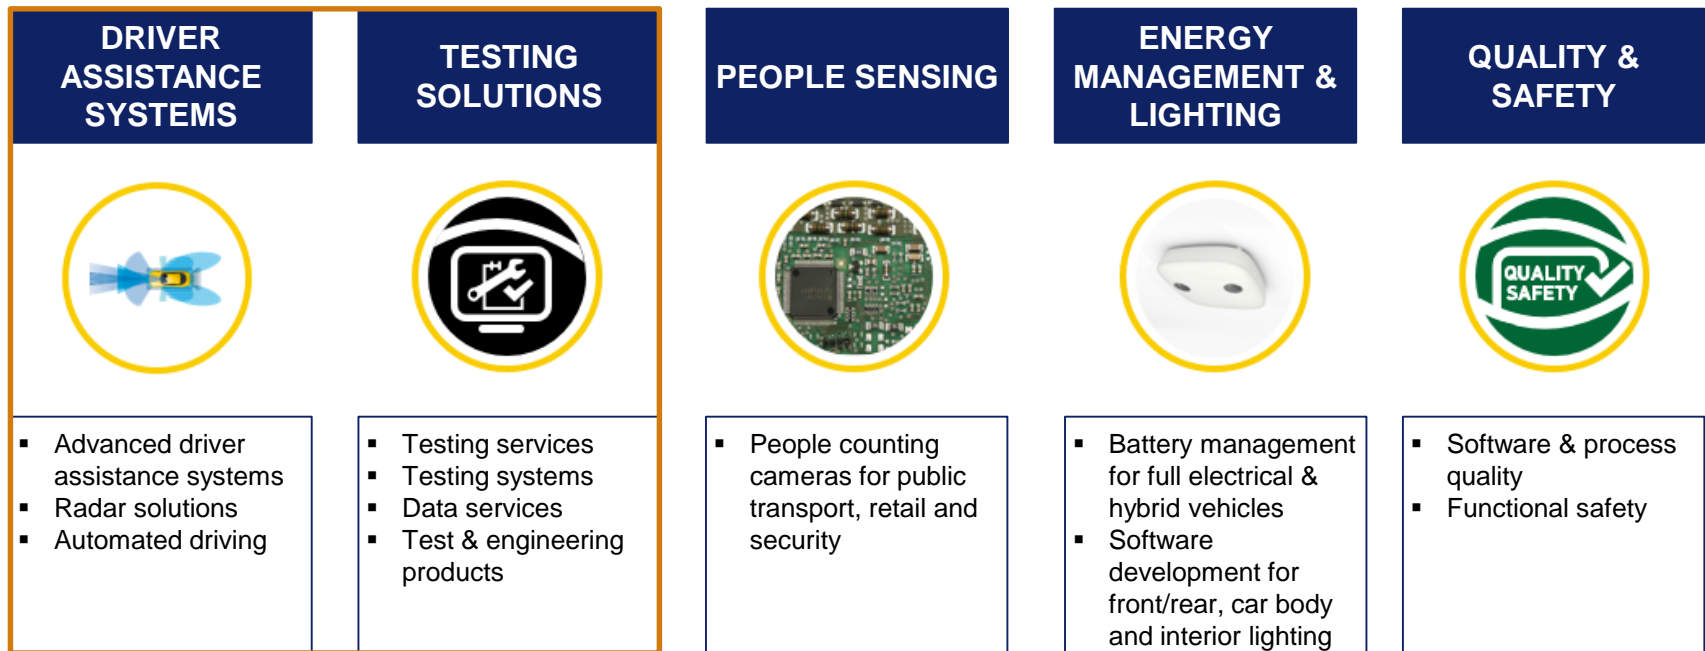 DRIVER
ASSISTANCE
SYSTEMS
TESTING
SOLUTIONS
PEOPLE SENSING
ENERGY
MANAGEMENT &
LIGHTING
QUALITY &
SAFETY
QUALITY
SAFETY
▪ Advanced driver
assistance systems
▪ Radar solutions
▪ Automated driving
▪ Testing services
▪ Testing systems
▪ Data services
▪ Test & engineering
products
▪ People counting
cameras for public
transport, retail and
security
▪ Battery management
for full electrical &
hybrid vehicles
▪ Software
development for
front/rear, car body
and interior lighting
▪ Software & process
quality
▪ Functional safety